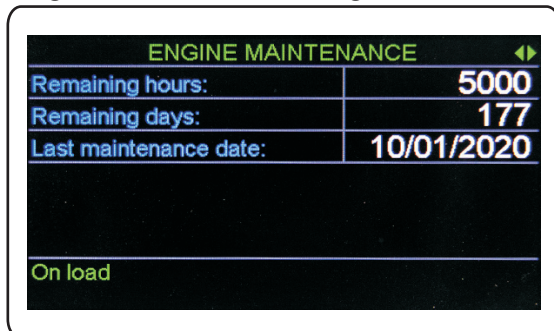 ENGINE MAINTENANCE
Remaining hours: 5000
Remaining days: 177
Last maintenance date: 10/01/2020
On load